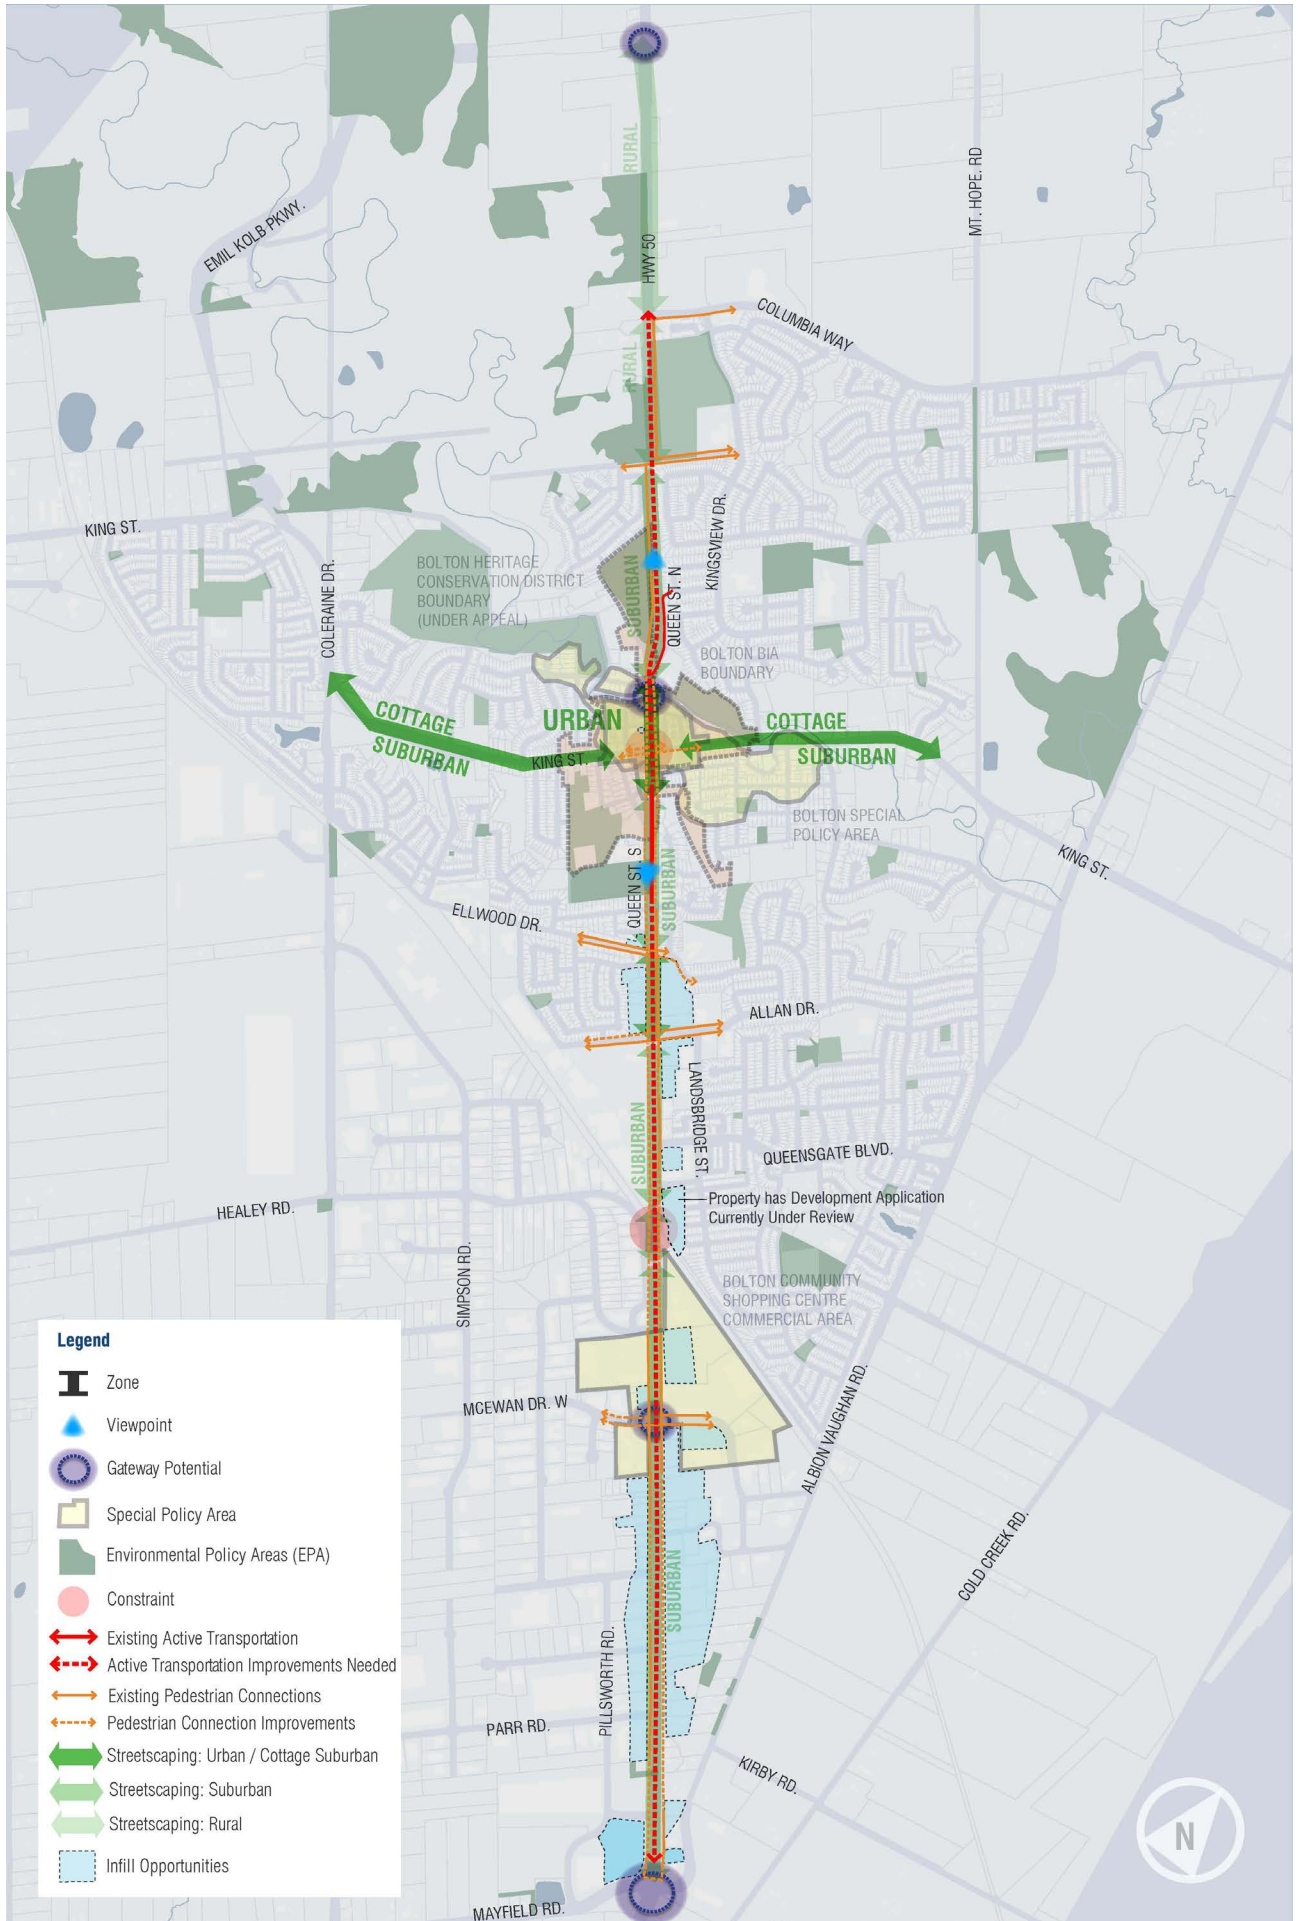 RURAL
MT. HOPE. RD
EMIL KOLB PKWY.
HWY 50
COLUMBIA WAY
RURAL
KING ST.
KINGSVIEW DR.
COLERAINE DR.
BOLTON HERITAGE
CONSERVATION DISTRICT
BOUNDARY
(UNDER APPEAL)
SUBURBAN
QUEEN ST. N
BOLTON BIA
BOUNDARY
COTTAGE
SUBURBAN
URBAN
KING ST.
COTTAGE
SUBURBAN
BOLTON SPECIAL
POLICY AREA
KING ST.
QUEEN ST. S
SUBURBAN
ELLWOOD DR.
ALLAN DR.
LANDSBRIDGE ST.
SUBURBAN
QUEENSGATE BLVD.
Property has Development Application
Currently Under Review
HEALEY RD.
SIMPSON RD.
BOLTON COMMUNITY
SHOPPING CENTRE
COMMERCIAL AREA
MCEWAN DR. W
ALBION VAUGHAN RD.
COLD CREEK RD.
SUBURBAN
PILLSWORTH RD.
PARR RD.
KIRBY RD.
MAYFIELD RD.
N
Legend
Zone
Viewpoint
Gateway Potential
Special Policy Area
Environmental Policy Areas (EPA)
Constraint
Existing Active Transportation
Active Transportation Improvements Needed
Existing Pedestrian Connections
Pedestrian Connection Improvements
Streetscaping: Urban / Cottage Suburban
Streetscaping: Suburban
Streetscaping: Rural
Infill Opportunities